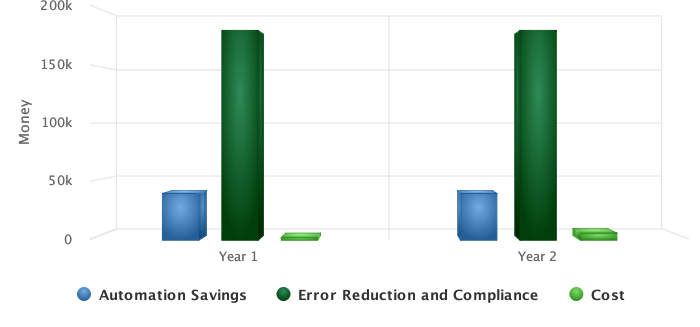 200k
150k
100k
50k
0
Money
Year 1
Year 2
Automation Savings
Error Reduction and Compliance
Cost